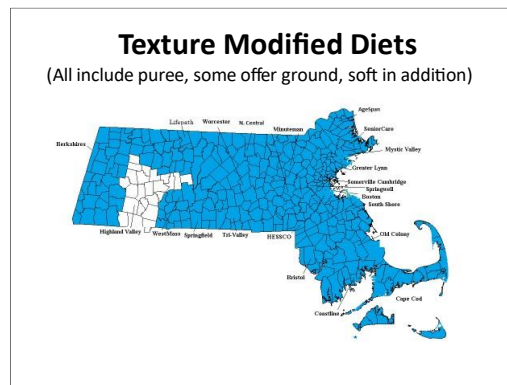 Texture Modified Diets
(All include puree, some offer ground, soft in addition)
AgeSpan
Lifepath
Worcester
N. Central
Minuteman
SeniorCare
Berkshires
Mystic Valley
Greater Lynn
Somerville Cambridge
Springwell
Boston
South Shore
Highland Valley
WestMass
Springfield
Tri-Valley
HESSCO
Old Colony
Bristol
Cape Cod
Coastline